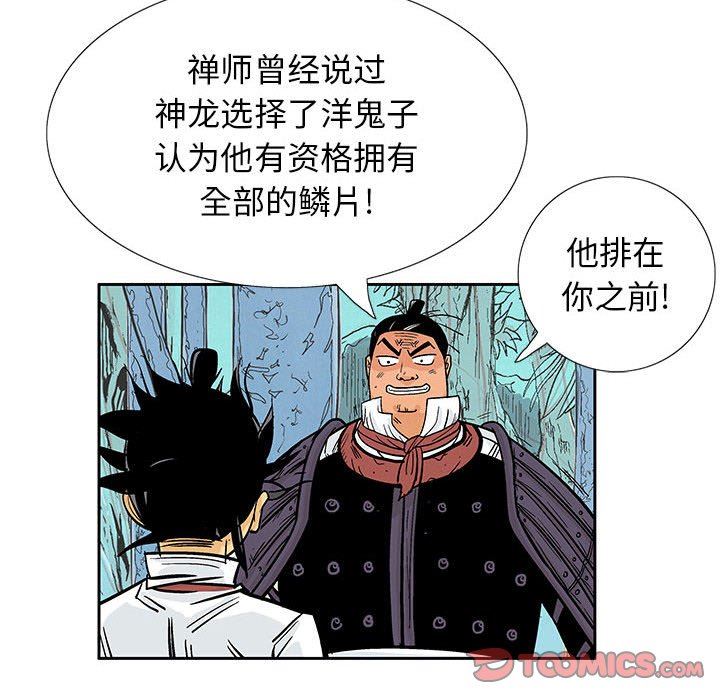 禅师曾经说过
神龙选择了洋鬼子
认为他有资格拥有
全部的鳞片!
他排在
你之前!
TCOMICS.COM